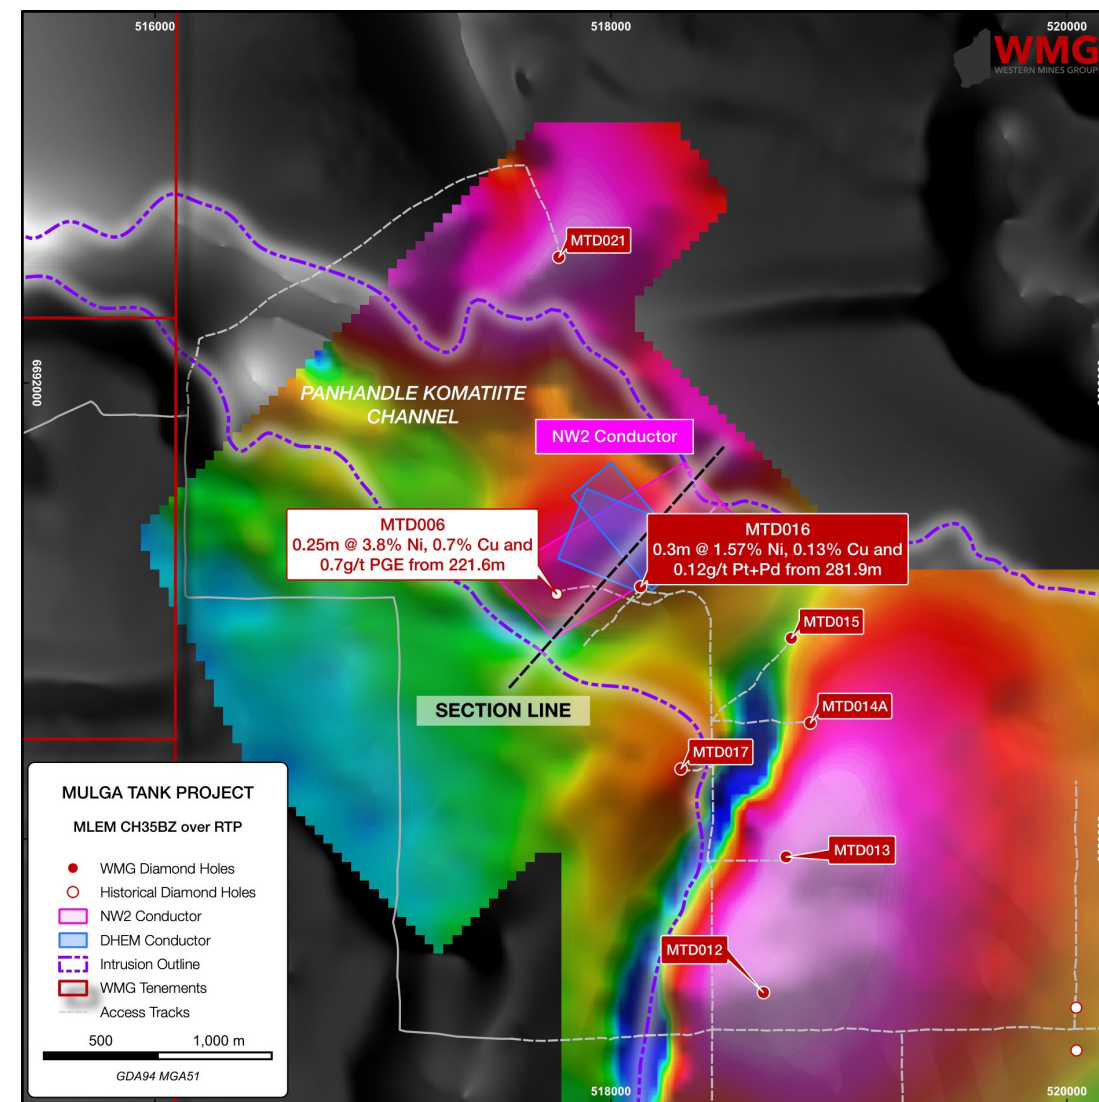 516000
518000
520000
WMG
WESTERN MINES GROUP
MTD021
6692000
PANHANDLE KOMATIITE
CHANNEL
NW2 Conductor
MTD006
0.25m @ 3.8% Ni, 0.7% Cu and
0.7g/t PGE from 221.6m
MTD016
0.3m @ 1.57% Ni, 0.13% Cu and
0.12g/t Pt+Pd from 281.9m
MTD015
SECTION LINE
MTD014A
MTD017
MTD013
MTD012
MULGA TANK PROJECT
MLEM CH35BZ over RTP
WMG Diamond Holes
Historical Diamond Holes
NW2 Conductor
DHEM Conductor
Intrusion Outline
WMG Tenements
Access Tracks
500
1,000 m
GDA94 MGA51
518000
520000